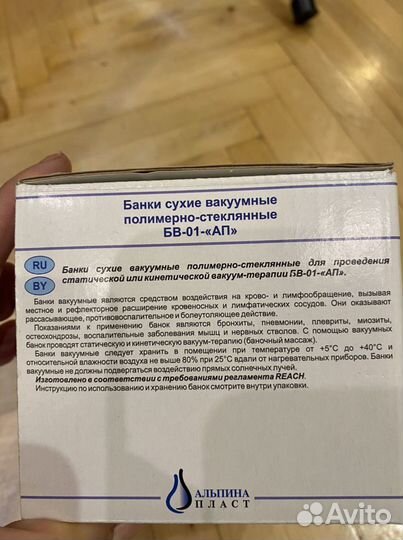 Банки сухие вакуумные
полимерно-стеклянные
БВ-01-«АП»
RU
BY
Банки сухие вакуумные полимерно-стеклянные для проведения
статической или кинетической вакуум-терапии БВ-01-«АП».
Банки вакуумные являются средством воздействия на крово- и лимфообращение, вызывая
местное и рефлекторное расширение кровеносных и лимфатических сосудов. Они оказывают
рассасывающее, противовоспалительное и болеутоляющее действие.
Показаниями к применению банок являются бронхиты, пневмонии, плевриты, миозиты,
остеохондрозы, воспалительные заболевания мышц и нервных стволов. С помощью вакуумных
банок проводят статическую и кинетическую вакуум-терапию (баночный массаж).
Банки вакуумные следует хранить в помещении при температуре от +5°С до +40°С и
относительной влажности воздуха не выше 80% при 25°С вдали от нагревательных приборов. Банки
вакуумные не должны подвергаться воздействию прямых солнечных лучей.
Изготовлено в соответствии с требованиями регламента REACH.
Инструкцию по использованию и хранению банок смотрите внутри упаковки.
АЛЬПИНА
ПЛАСТ
Avito